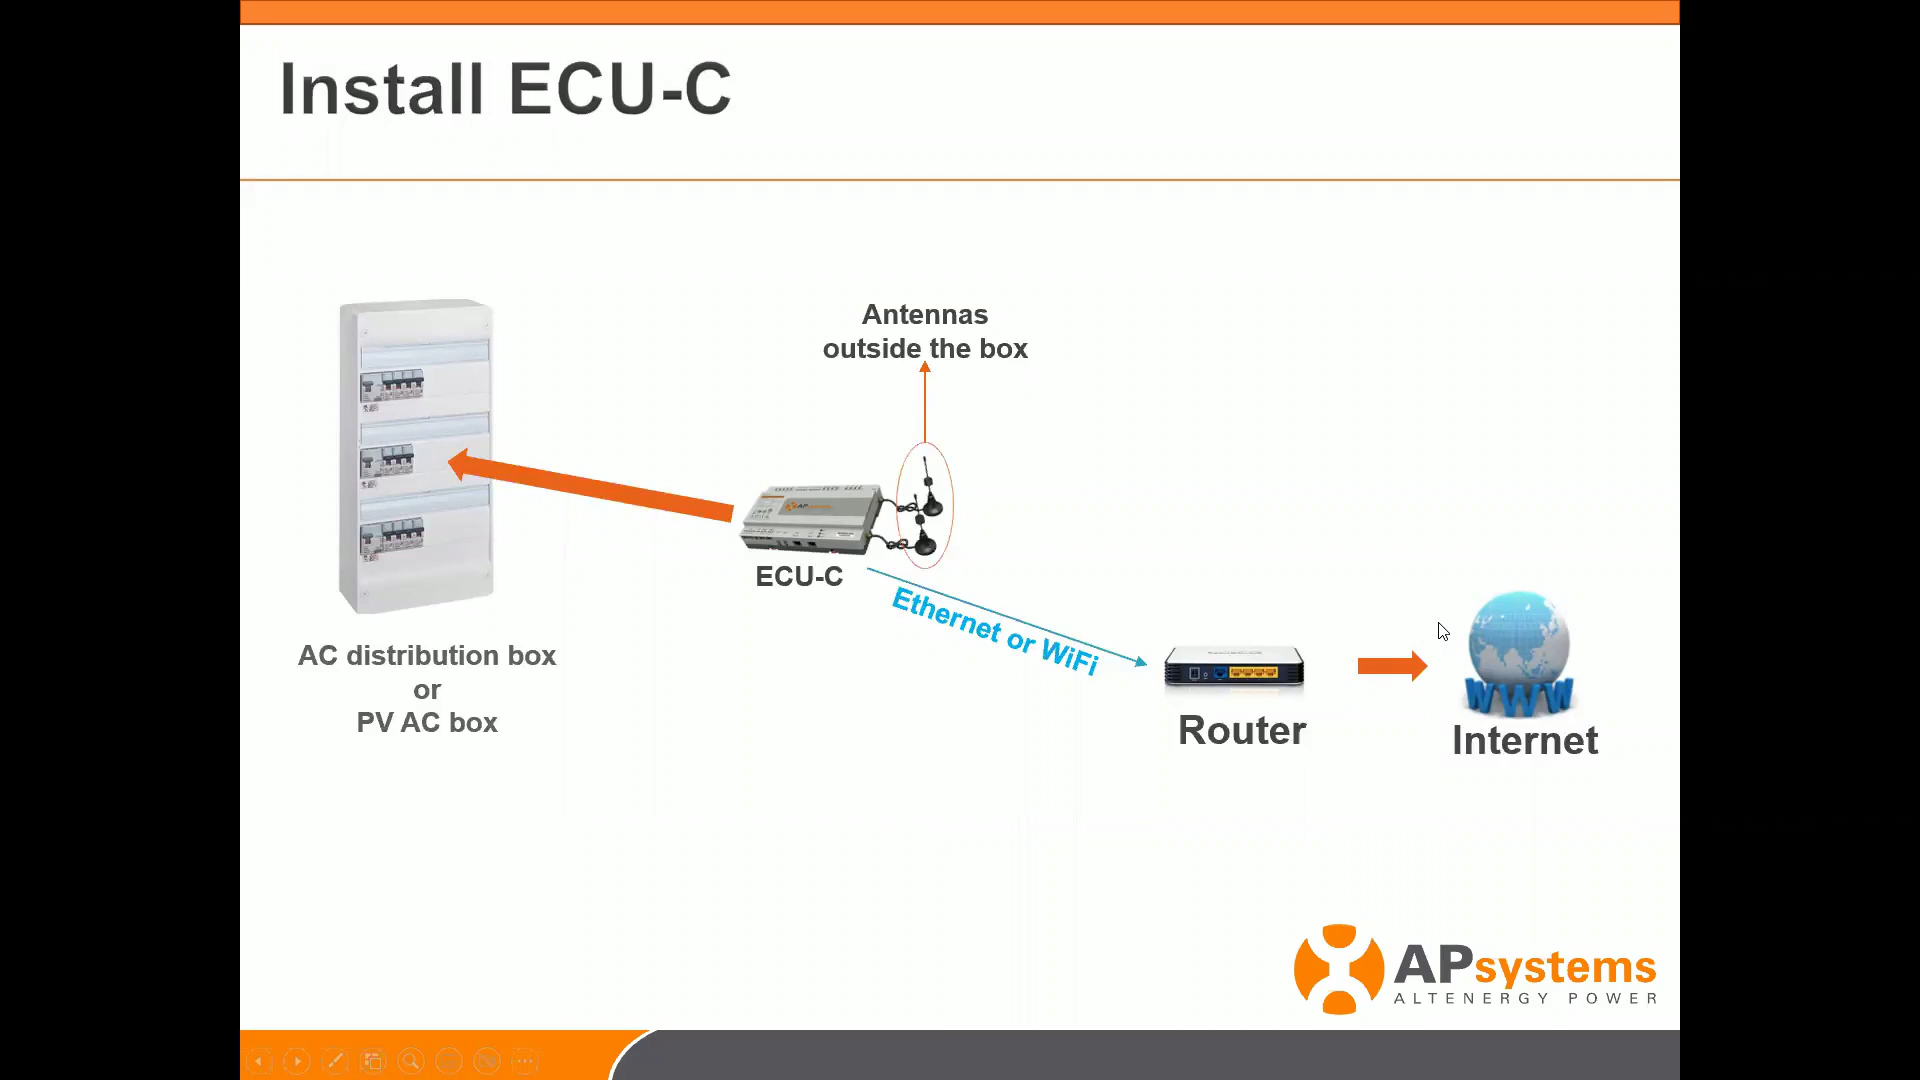 Install ECU-C
Antennas
outside the box
ECU-C
Ethernet or WiFi
AC distribution box
or
PV AC box
Router
WWW
Internet
APsystems
ALTENERGY POWER